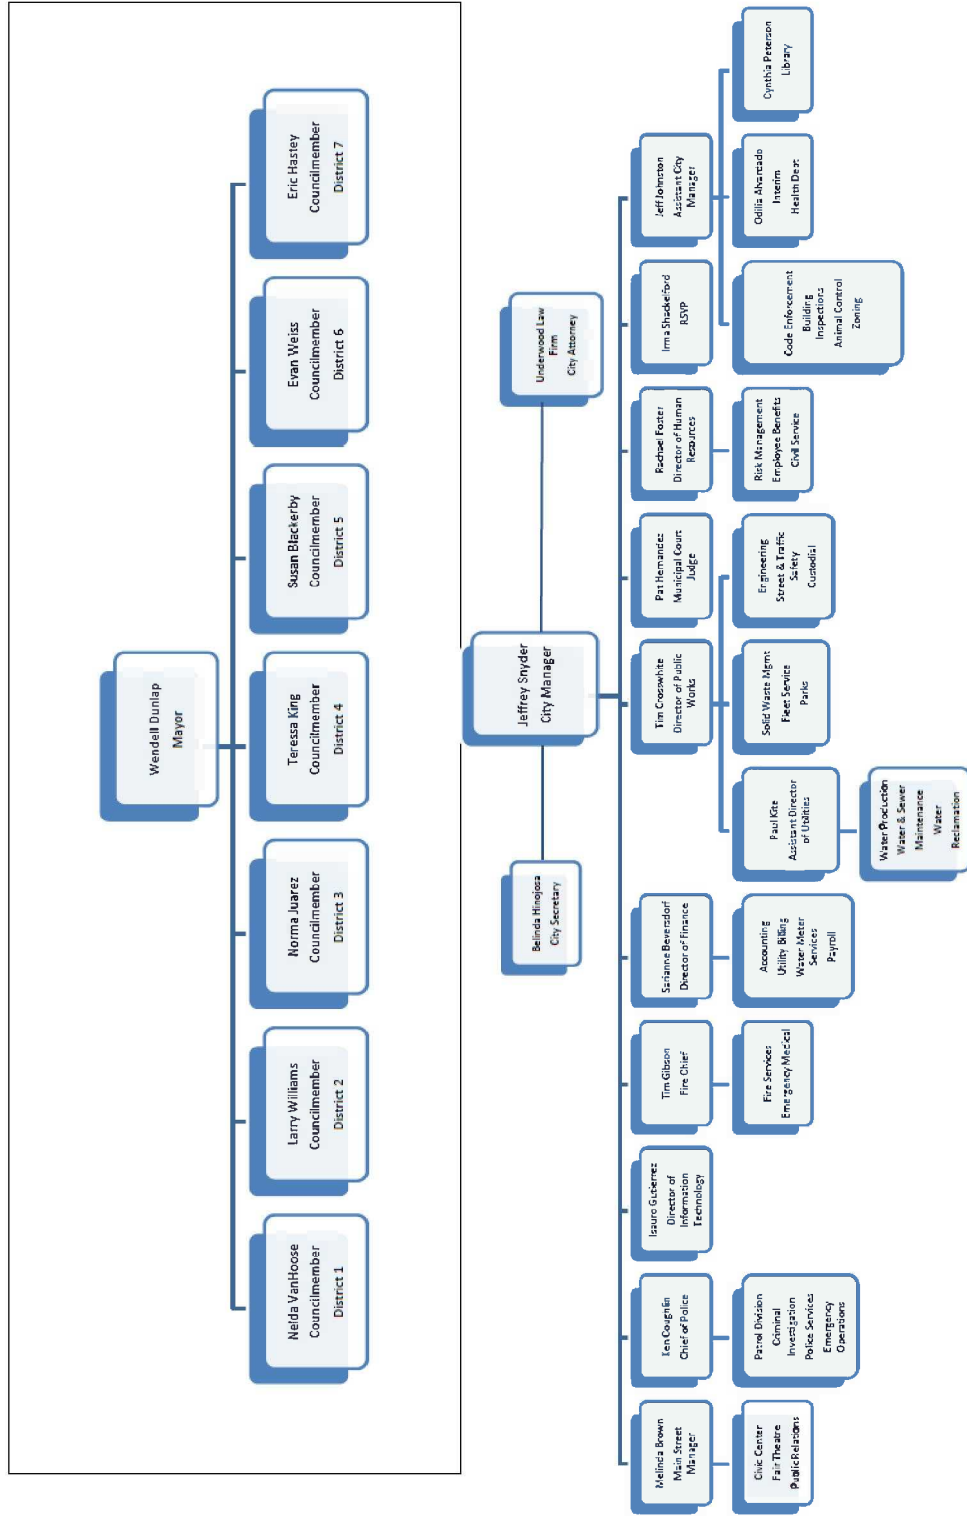 Wendell Dunlap
Mayor
Nelda VanHoose
Councilmember
District 1
Larry Williams
Councilmember
District 2
Norma Juarez
Councilmember
District 3
Teressa King
Councilmember
District 4
Susan Blackerby
Councilmember
District 5
Evan Weiss
Councilmember
District 6
Eric Hastey
Councilmember
District 7
Jeffrey Snyder
City Manager
Belinda Hinojosa
City Secretary
Underwood Law
Firm
City Attorney
Melinda Brown
Main Street
Manager
Ken Coughlin
Chief of Police
Isauro Gutierrez
Director of
Information
Technology
Tim Gibson
Fire Chief
Sarianne Beversdorf
Director of Finance
Tim Crosswhite
Director of Public
Works
Pat Hernandez
Municipal Court
Judge
Rachael Foster
Director of Human
Resources
Irma Shackelford
RSVP
Jeff Johnston
Assistant City
Manager
Civic Center
Fair Theatre
Public Relations
Patrol Division
Criminal
Investigation
Police Services
Emergency
Operations
Fire Services
Emergency Medical
Accounting
Utility Billing
Water Meter
Services
Payroll
Paul Kite
Assistant Director
of Utilities
Solid Waste Mgmt
Fleet Service
Parks
Engineering
Street & Traffic
Safety
Custodial
Risk Management
Employee Benefits
Civil Service
Code Enforcement
Building
Inspections
Animal Control
Zoning
Odilia Alvardado
Interim
Health Dept
Cynthia Peterson
Library
Water Production
Water & Sewer
Maintenance
Water
Reclamation